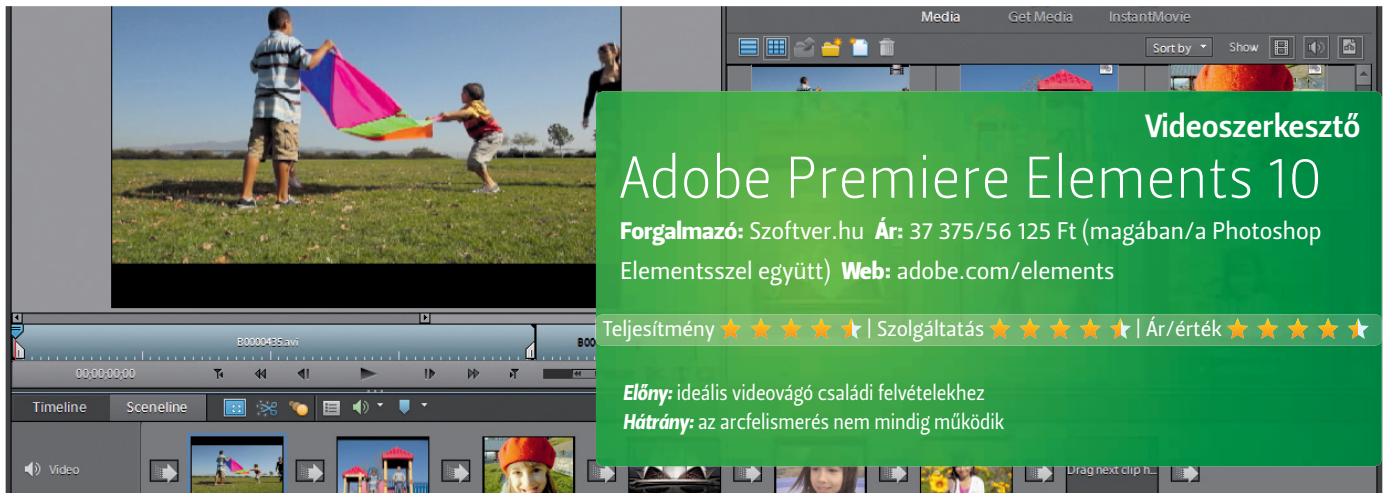 Media Get Media InstantMovie
Sort by Show
Videoszerkesztő
Adobe Premiere Elements 10
Forgalmazó: Szoftver.hu Ár: 37 375/56 125 Ft (magában/a Photoshop
Elementsszel együtt) Web: adobe.com/elements
Teljesítmény | Szolgáltatás | Ár/érték
Előny: ideális videovágó családi felvételekhez
Hátrány: az arcfelismerés nem mindig működik
B0000435.avi
00;00;00;00
Timeline Sceneline
Video
Drag next clip h...